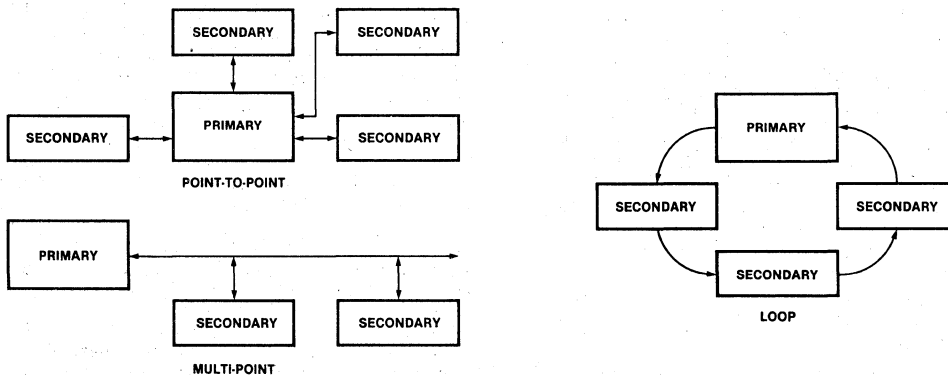 SECONDARY
SECONDARY
SECONDARY
PRIMARY
SECONDARY
POINT-TO-POINT
PRIMARY
SECONDARY
SECONDARY
MULTI-POINT
PRIMARY
SECONDARY
SECONDARY
SECONDARY
LOOP